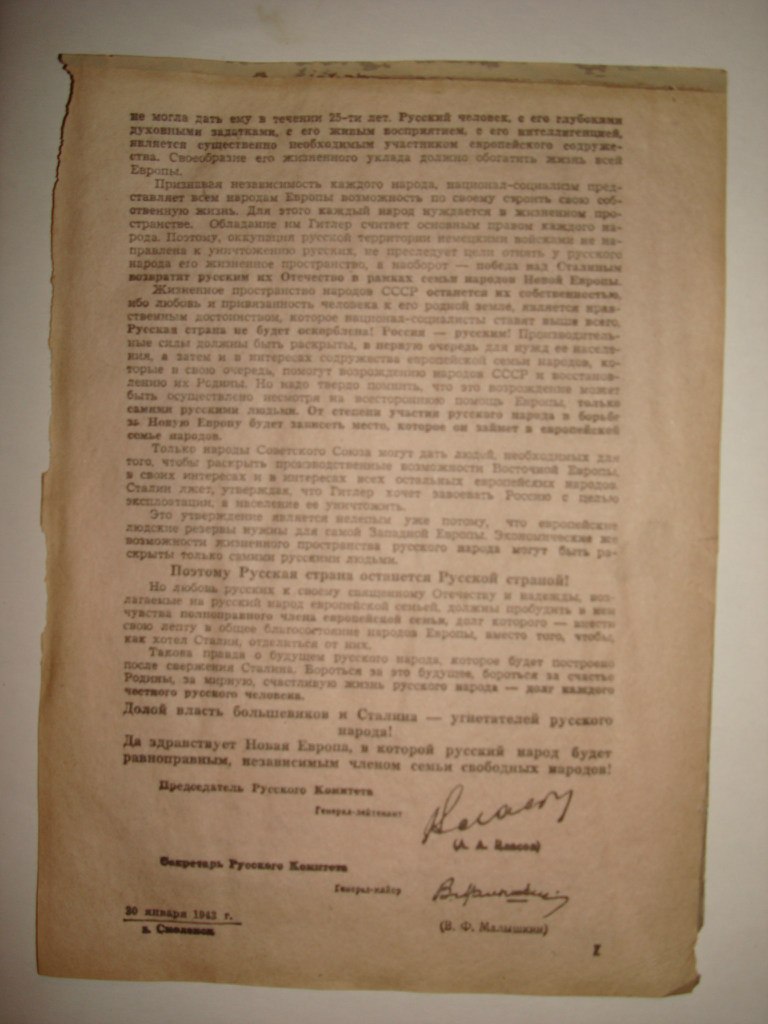 не могла дать ему в течении 25-ти лет. Русский человек, с его глубокими
духовными задатками, с его живым восприятием, с его интеллигенцией,
является существенно необходимым участником европейского содруже-
ства. Своеобразие его жизненного уклада должно обогатить жизнь всей
Европы.
Признавая независимость каждого народа, национал-социализм пред-
ставляет всем народам Европы возможность по своему строить свою соб-
ственную жизнь. Для этого каждый народ нуждается в жизненном про-
странстве. Обладание им Гитлер считает основным правом каждого на-
рода. Поэтому, оккупация русской территории немецкими войсками не на-
правлена к уничтожению русских, не преследует цели отнять у русского
народа его жизненное пространство, а наоборот — победа над Сталиным
возвратит русским их Отечество в рамках семьи народов Новой Европы.
Жизненное пространство народов СССР останется их собственностью,
ибо любовь и привязанность человека к его родной земле, является нрав-
ственным достоинством, которое национал-социалисты ставят выше всего.
Русская страна не будет оскорблена! Россия — русским! Производитель-
ные силы должны быть раскрыты, в первую очередь для нужд ее населе-
ния, а затем и в интересах содружества европейской семьи народов, ко-
торые в свою очередь, помогут возрождению народов СССР и восстанов-
лению их Родины. Но надо твердо помнить, что это возрождение может
быть осуществлено несмотря на всестороннюю помощь Европы, только
самими русскими людьми. От степени участия русского народа в борьбе
за Новую Европу будет зависеть место, которое он займет в европейской
семье народов.
Только народы Советского Союза могут дать людей, необходимых для
того, чтобы раскрыть производственные возможности Восточной Европы,
в своих интересах и в интересах всех остальных европейских народов.
Сталин лжет, утверждая, что Гитлер хочет завоевать Россию с целью
эксплоатации, а население ее уничтожить.
Это утверждение является нелепым уже потому, что европейские
людские резервы нужны для самой Западной Европы. Экономические же
возможности жизненного пространства русского народа могут быть ра-
скрыты только самими русскими людьми.
Поэтому Русская страна останется Русской страной!
Но любовь русских к своему священному Отечеству и надежды, воз-
лагаемые на русский народ европейской семьей, должны пробудить в нем
чувства полноправного члена европейской семьи, долг которого — внести
свою лепту в общее благосостояние народов Европы, вместо того, чтобы,
как хотел Сталин, отделиться от них.
Такова правда о будущем русского народа, которое будет построено
после свержения Сталина. Бороться за это будущее, бороться за счастье
Родины, за мирную, счастливую жизнь русского народа — долг каждого
честного русского человека.
Долой власть большевиков и Сталина — угнетателей русского
народа!
Да здравствует Новая Европа, в которой русский народ будет
равноправным, независимым членом семьи свободных народов!
Председатель Русского Комитета
Генерал-лейтенант
(А. А. Власов)
Секретарь Русского Комитета
Генерал-майор
(В. Ф. Малышкин)
30 января 1943 г.
г. Смоленск
I